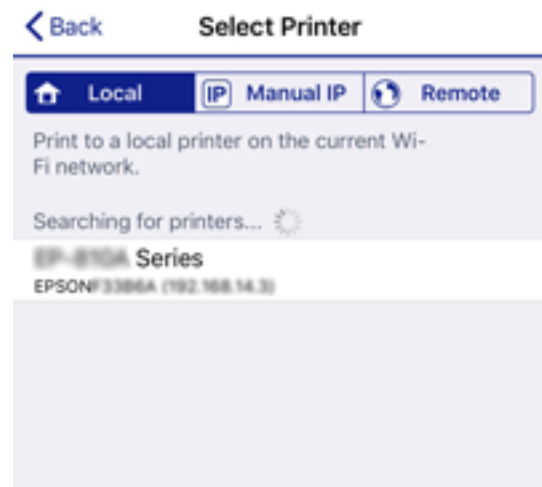 Back
Select Printer
Local
IP Manual IP
Remote
Print to a local printer on the current Wi-
Fi network.
Searching for printers...
Series
EPSON